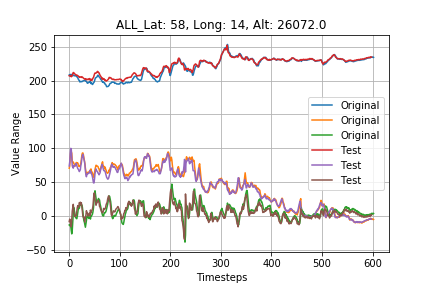 ALL_Lat: 58, Long: 14, Alt: 26072.0
250
200
150
100
50
0
−50
Value Range
Original
Original
Original
Test
Test
Test
0 100 200 300 400 500 600
Timesteps